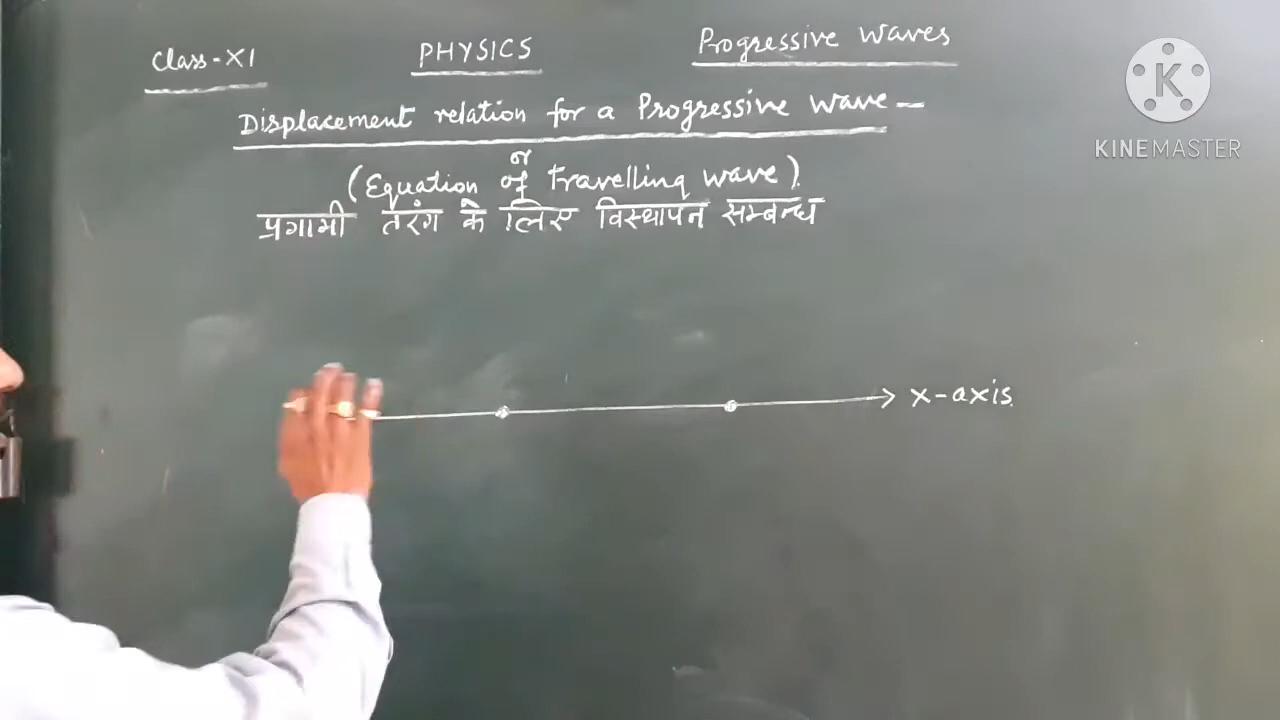 Class-XI PHYSICS Progressive Waves
Displacement relation for a Progressive Wave—
or
(Equation of Travelling wave).
प्रगामी तरंग के लिए विस्थापन सम्बन्ध
X-axis.
K
KINEMASTER